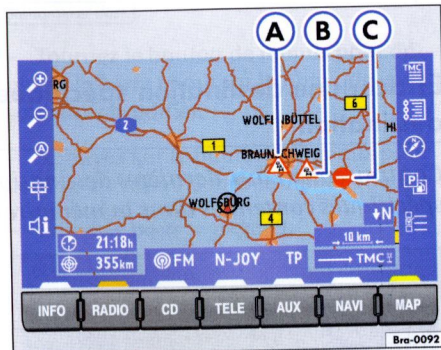 A B C
RG
TMC
6
2
WOLFENBÜTTEL
1
HI
A
BRAUNSCHWEIG
P
WOLFSBURG
i
4
↓N
21:18h
10 km
355km
FM N-JOY TP
→ TMC
INFO RADIO CD TELE AUX NAVI MAP
Bra-0092